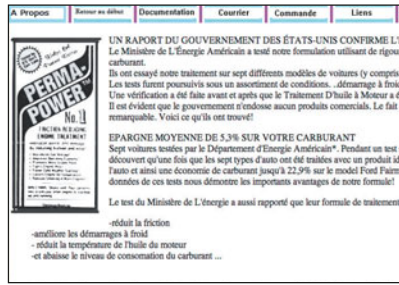 A Propos
Retour au début
Documentation
Courrier
Commande
Liens
UN RAPORT DU GOUVERNEMENT DES ÉTATS-UNIS CONFIRME L'
Le Ministère de L'Énergie Américain a testé notre formulation utilisant de rigou
carburant.
Ils ont essayé notre traitement sur sept différents modèles de voitures (y compris
Les tests furent poursuivis sous un assortiment de conditions. ..démarrage à froid
Une vérification a été faite avant et après que le Traitement D'huile à Moteur a é
Il est évident que le gouvernement n'endosse aucun produits comercials. Le fait
remarquable. Voici ce qu'ils ont trouvé!
EPARGNE MOYENNE DE 5,3% SUR VOTRE CARBURANT
Sept voitures testées par le Département d'Energie Américain*. Pendant un test
découvert qu'une fois que les sept types d'auto ont été traitées avec un produit id
l'auto et ainsi une économie de carburant jusqu'à 22,9% sur le model Ford Fairm
données de ces tests nous démontre les importants avantages de notre formule!
Le test du Ministère de L'énergie a aussi rapporté que leur formule de traitement
-réduit la friction
-améliore les démarrages à froid
- réduit la température de l'huile du moteur
-et abaisse le niveau de consomation du carburant ...
PERMA-
POWER
No.1
FRICTION REDUCING
ENGINE TREATMENT